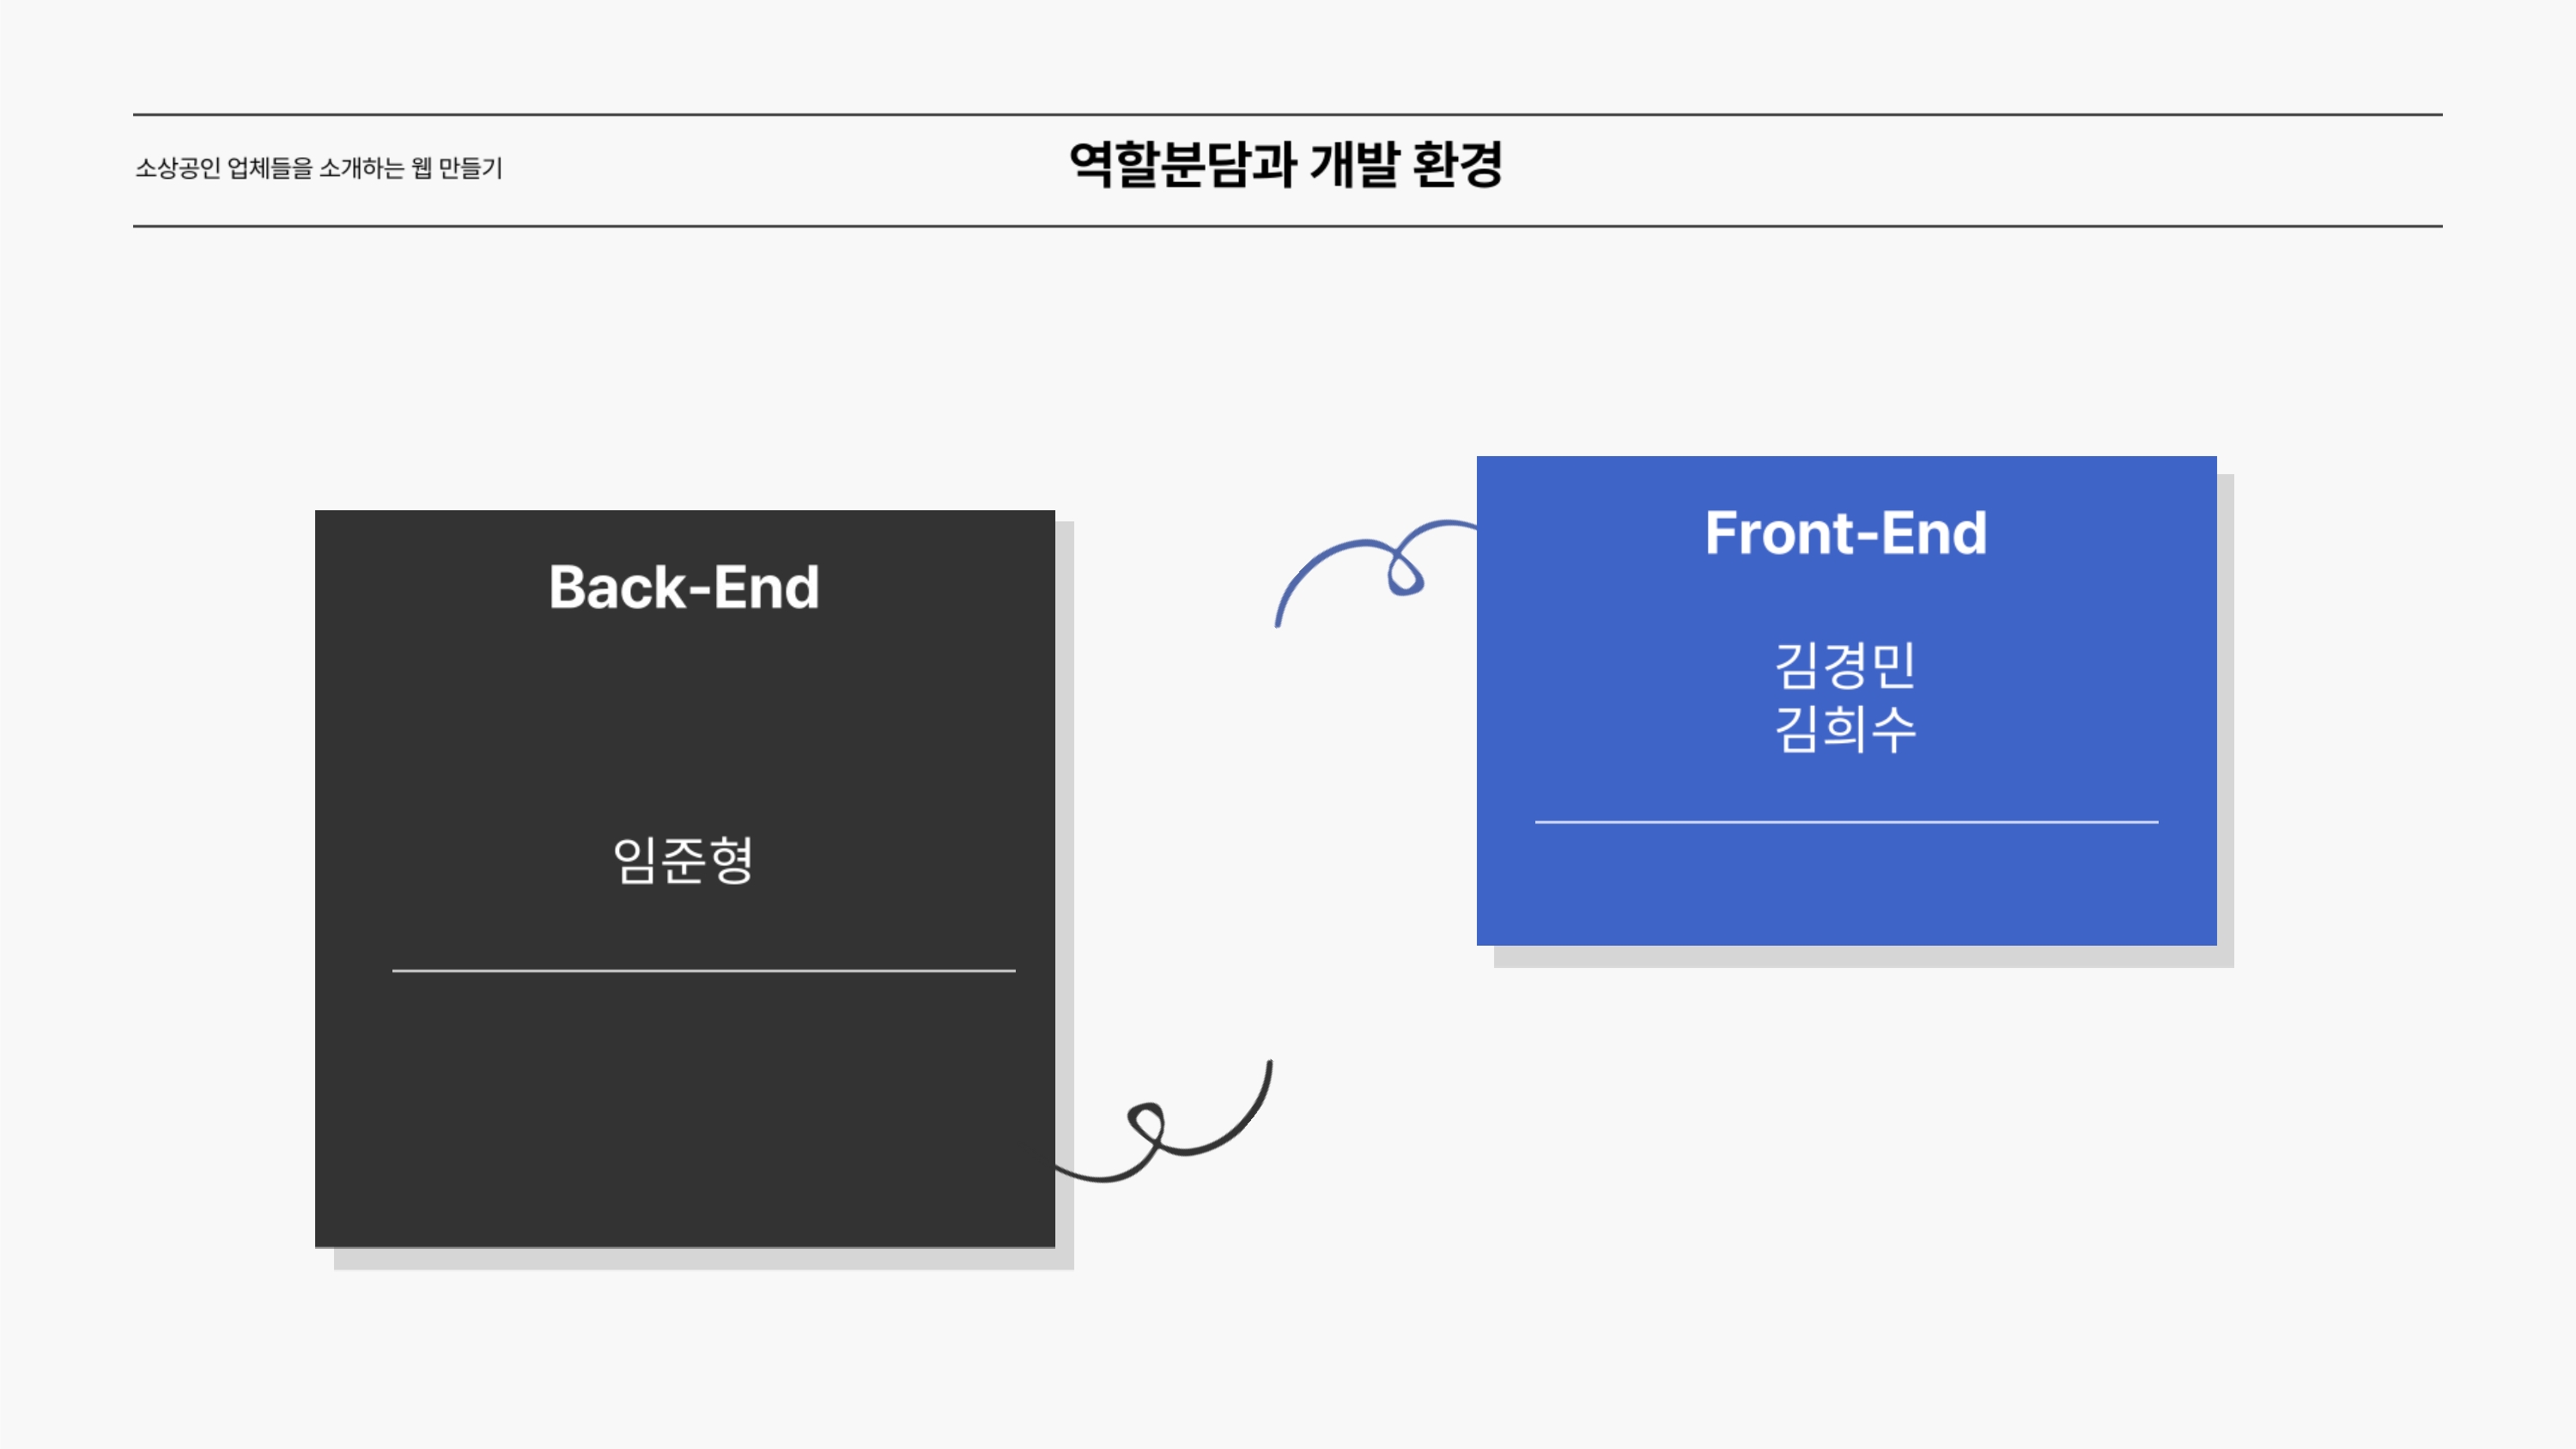 소상공인 업체들을 소개하는 웹 만들기
역할분담과 개발 환경
Back-End
임준형
Front-End
김경민
김희수